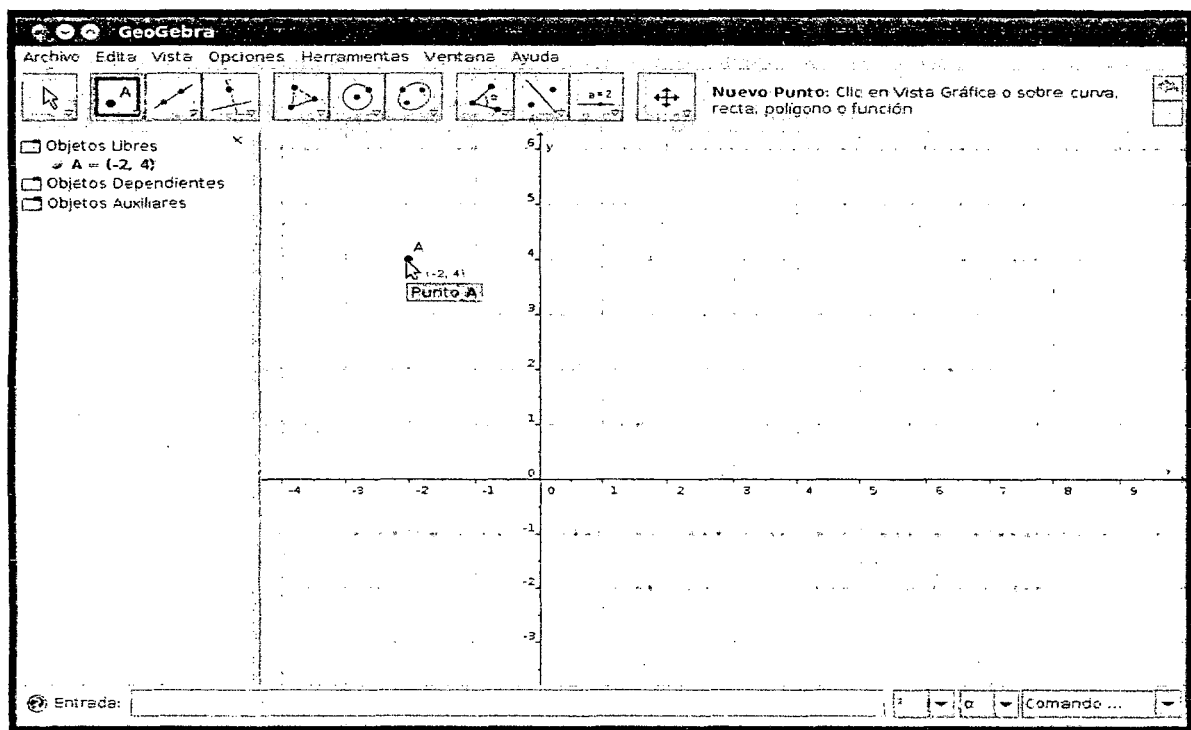 GeoGebra
Archivo Edita Vista Opciones Herramientas Ventana Ayuda
A
a=2
Nuevo Punto: Clic en Vista Gráfica o sobre curva,
recta, polígono o función
Objetos Libres
A = (-2, 4)
Objetos Dependientes
Objetos Auxiliares
6 y
5
A
4
(-2, 4)
Punto A
3
2
1
0
-4 -3 -2 -1 0 1 2 3 4 5 6 7 8 9
-1
-2
-3
Entrada:
α
Comando ...